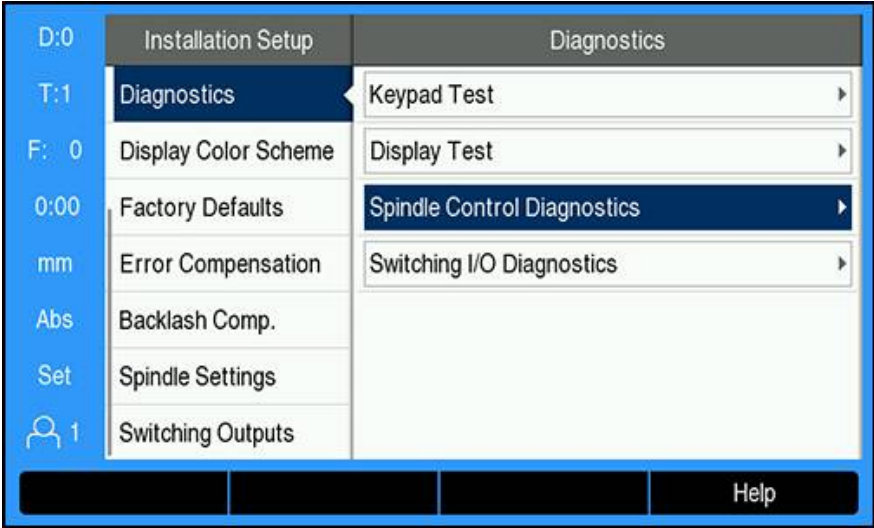 D:0
T:1
F: 0
0:00
mm
Abs
Set
1
Installation Setup
Diagnostics
Display Color Scheme
Factory Defaults
Error Compensation
Backlash Comp.
Spindle Settings
Switching Outputs
Diagnostics
Keypad Test
Display Test
Spindle Control Diagnostics
Switching I/O Diagnostics
Help